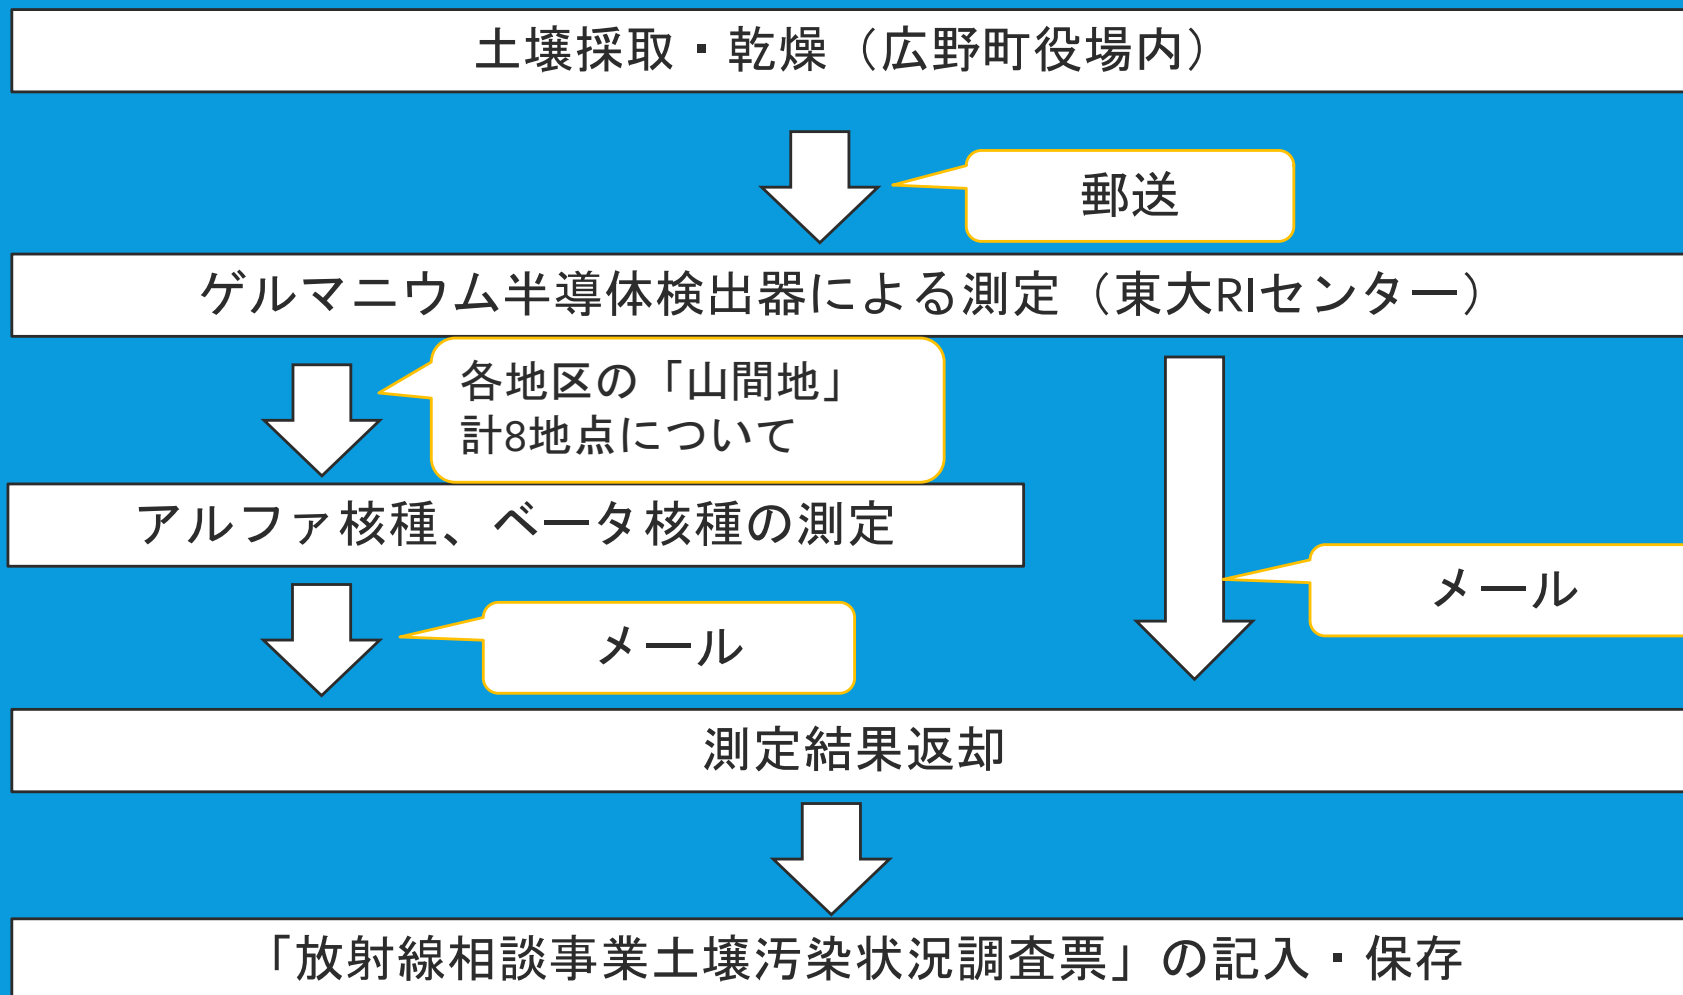 土壌採取・乾燥（広野町役場内）
郵送
ゲルマニウム半導体検出器による測定（東大RIセンター）
各地区の「山間地」
計8地点について
アルファ核種、ベータ核種の測定
メール
メール
測定結果返却
「放射線相談事業土壌汚染状況調査票」の記入・保存